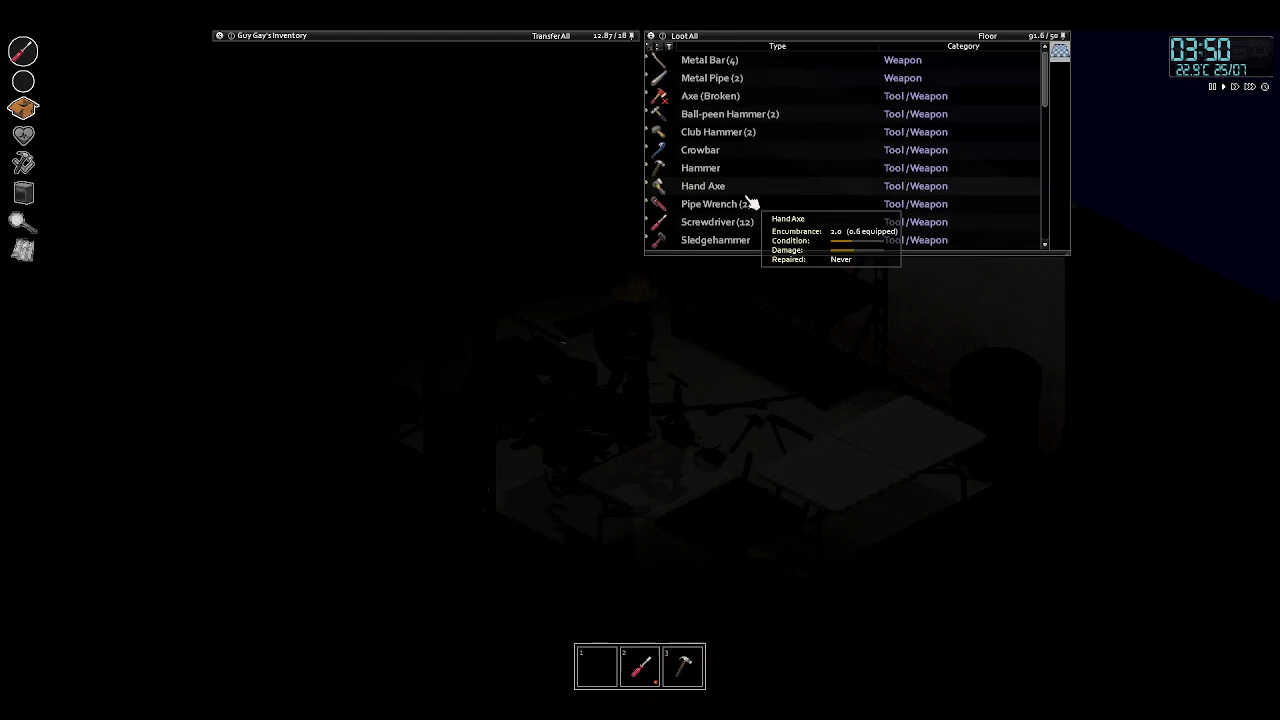 Guy Gay's Inventory Transfer All 12.87 / 18
Loot All Floor 91.6 / 50
Type Category
Metal Bar (4) Weapon
Metal Pipe (2) Weapon
Axe (Broken) Tool / Weapon
Ball-peen Hammer (2) Tool / Weapon
Club Hammer (2) Tool / Weapon
Crowbar Tool / Weapon
Hammer Tool / Weapon
Hand Axe Tool / Weapon
Pipe Wrench Tool / Weapon
Screwdriver (12) Tool / Weapon
Sledgehammer Tool / Weapon
Hand Axe
Encumbrance: 2.0 (0.6 equipped)
Condition:
Damage:
Repaired: Never
03:50
22.9°C 25/07
1 2 3